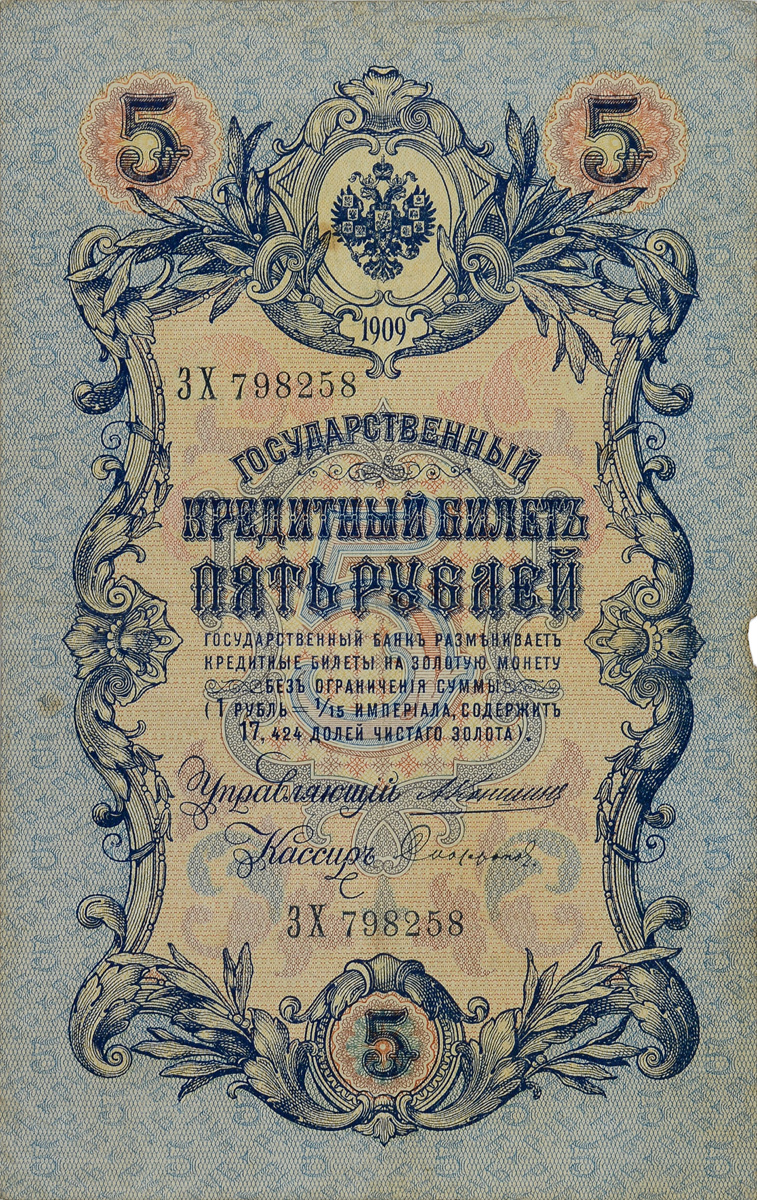 5 5
1909
ЗХ 798258
ГОСУДАРСТВЕННЫЙ
КРЕДИТНЫЙ БИЛЕТЪ
ПЯТЬ РУБЛЕЙ
ГОСУДАРСТВЕННЫЙ БАНКЪ РАЗМѢНИВАЕТЪ
КРЕДИТНЫЕ БИЛЕТЫ НА ЗОЛОТУЮ МОНЕТУ
БЕЗЪ ОГРАНИЧЕНІЯ СУММЫ
(1 РУБЛЬ = 1/15 ИМПЕРІАЛА, СОДЕРЖИТЪ
17,424 ДОЛЕЙ ЧИСТАГО ЗОЛОТА).
Управляющій
Кассиръ
ЗХ 798258
5